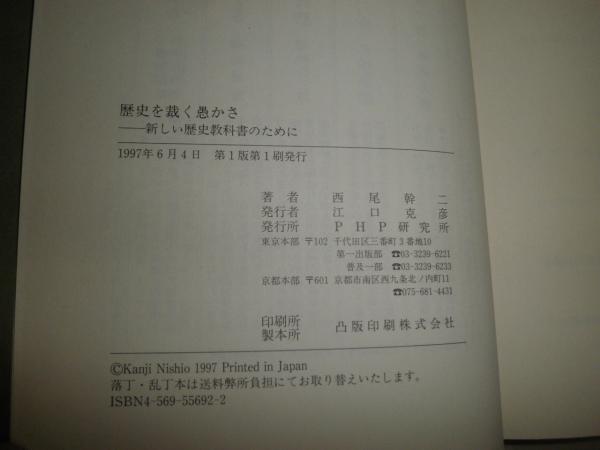 歴史を裁く愚かさ
――新しい歴史教科書のために
1997年6月4日 第1版第1刷発行
著者 西尾幹二
発行者 江口克彦
発行所 PHP研究所
東京本部 〒102 千代田区三番町3番地10
第一出版部 ☎03-3239-6221
普及一部 ☎03-3239-6233
京都本部 〒601 京都市南区西九条北ノ内町11
☎075-681-4431
印刷所 凸版印刷株式会社
製本所
©Kanji Nishio 1997 Printed in Japan
落丁・乱丁本は送料弊所負担にてお取り替えいたします。
ISBN4-569-55692-2